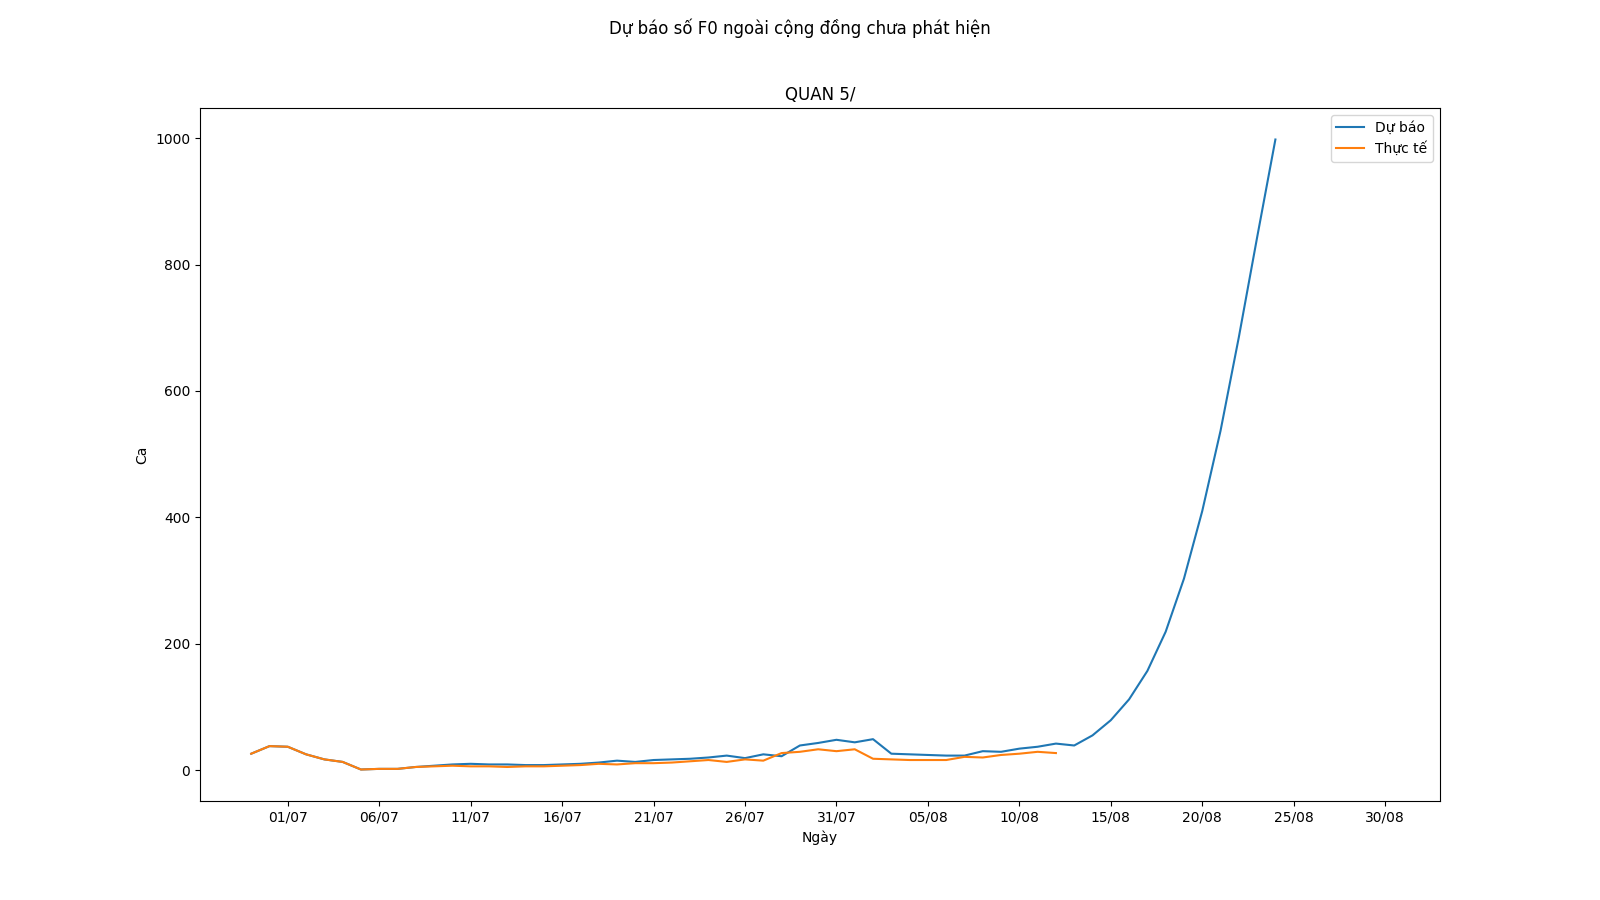 Dự báo số F0 ngoài cộng đồng chưa phát hiện
QUAN 5/
Dự báo
Thực tế
1000
800
600
400
200
0
Ca
01/07 06/07 11/07 16/07 21/07 26/07 31/07 05/08 10/08 15/08 20/08 25/08 30/08
Ngày